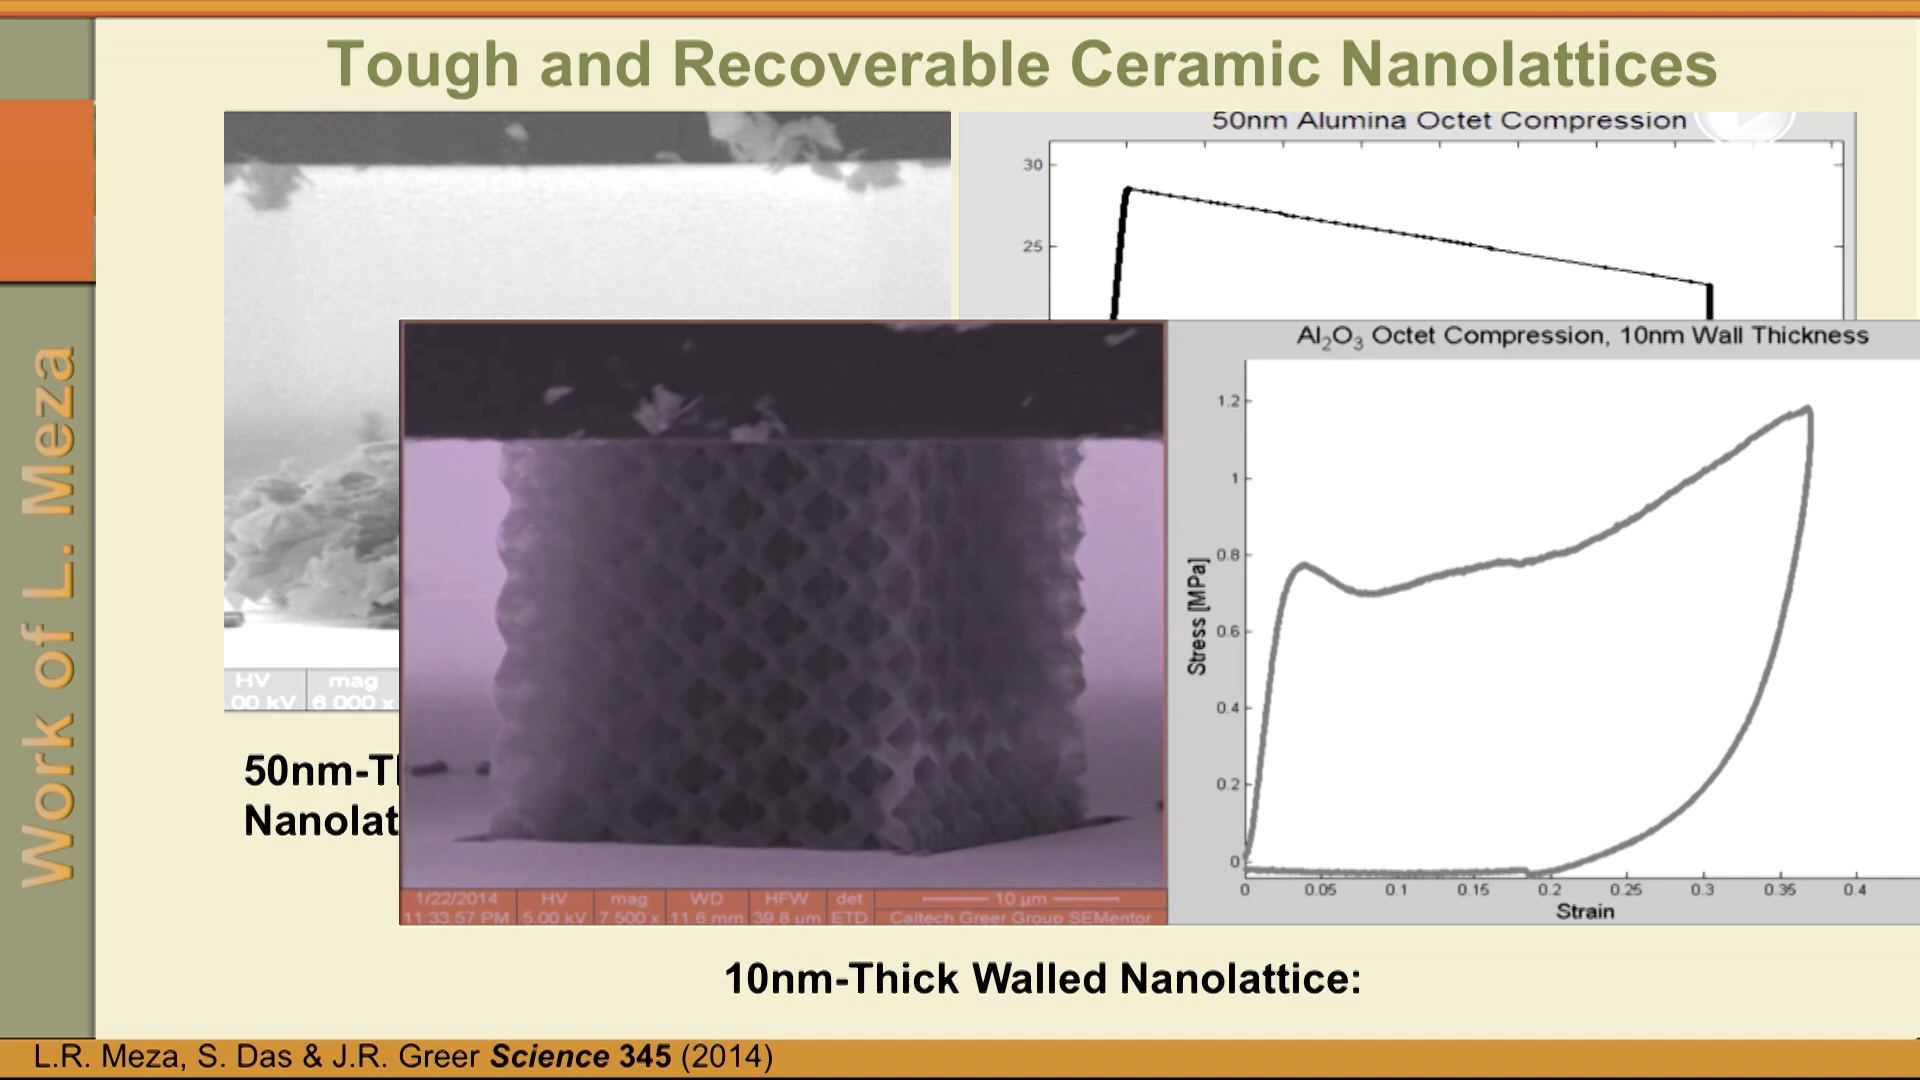 Tough and Recoverable Ceramic Nanolattices
Work of L. Meza
50nm Alumina Octet Compression
30
25
HV mag
.00 kV 6 000 x
50nm-Tl
Nanolat
1/22/2014 HV mag WD HFW det 10 µm
11:33:57 PM 5.00 kV 7 500 x 11.6 mm 39.8 µm ETD Caltech Greer Group SEMentor
Al2O3 Octet Compression, 10nm Wall Thickness
Stress [MPa]
1.2
1
0.8
0.6
0.4
0.2
0
0 0.05 0.1 0.15 0.2 0.25 0.3 0.35 0.4
Strain
10nm-Thick Walled Nanolattice:
L.R. Meza, S. Das & J.R. Greer Science 345 (2014)